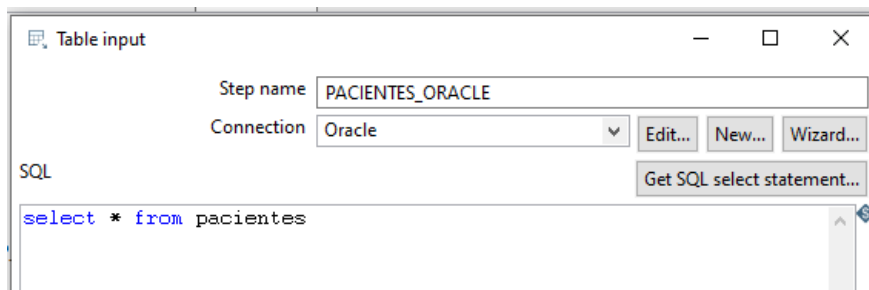 Table input
Step name PACIENTES_ORACLE
Connection Oracle Edit... New... Wizard...
SQL Get SQL select statement...
select * from pacientes